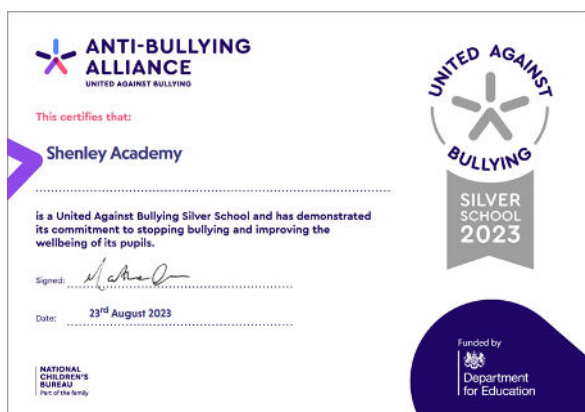 ANTI-BULLYING
ALLIANCE
UNITED AGAINST BULLYING
This certifies that:
Shenley Academy
is a United Against Bullying Silver School and has demonstrated
its commitment to stopping bullying and improving the
wellbeing of its pupils.
Signed:
Date: 23rd August 2023
NATIONAL
CHILDREN'S
BUREAU
Part of the family
UNITED AGAINST
BULLYING
SILVER
SCHOOL
2023
Funded by
Department
for Education